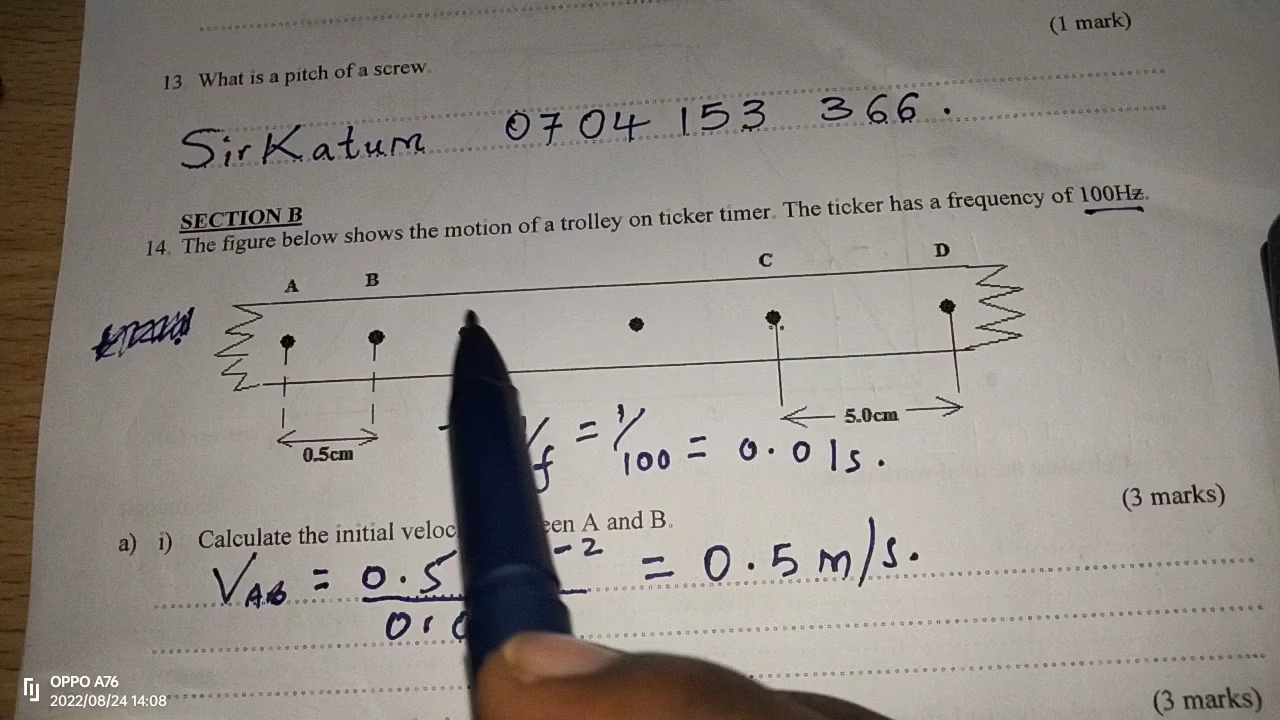 (1 mark)
13. What is a pitch of a screw.
Sir Katum 0704 153 366.
SECTION B
14. The figure below shows the motion of a trolley on ticker timer. The ticker has a frequency of 100Hz.
A B C D
0.5cm
5.0cm
/f = 1/100 = 0.01s.
(3 marks)
a) i) Calculate the initial A and B.
VAB = 0.5 -2 = 0.5 m/s.
(3 marks)
OPPO A76
2022/08/24 14:08